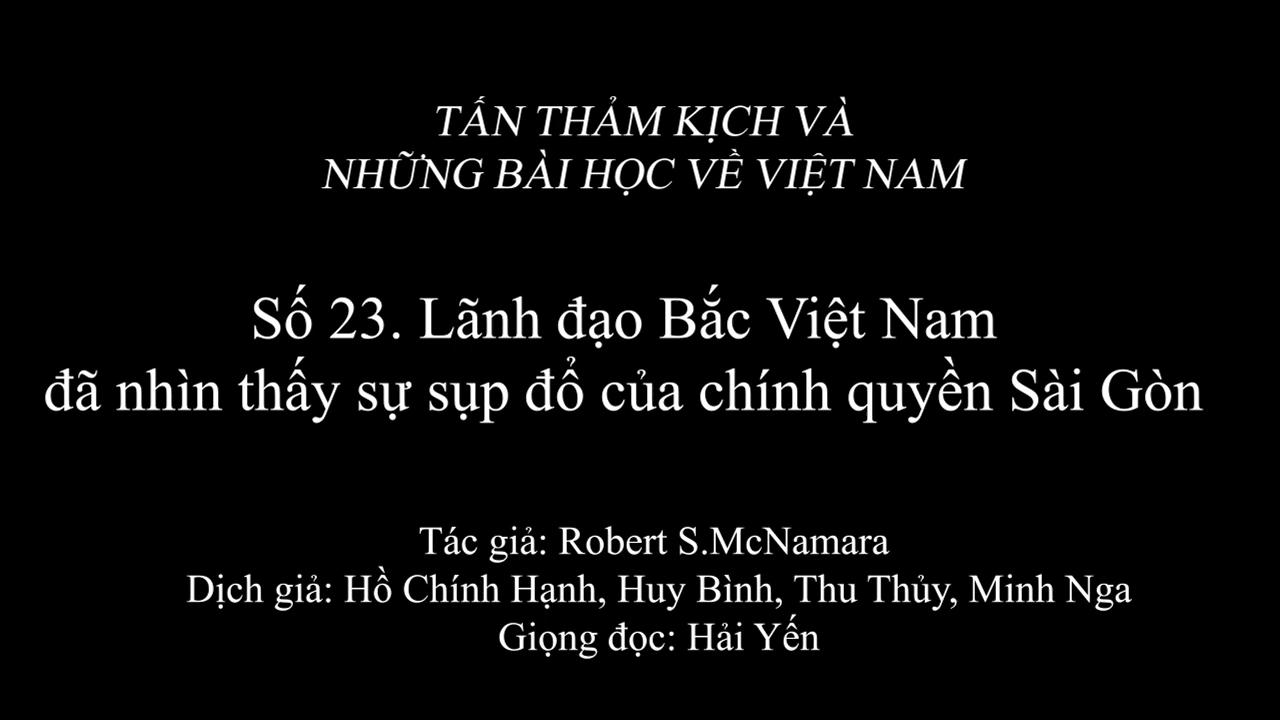 TẤN THẢM KỊCH VÀ
NHỮNG BÀI HỌC VỀ VIỆT NAM
Số 23. Lãnh đạo Bắc Việt Nam
đã nhìn thấy sự sụp đổ của chính quyền Sài Gòn
Tác giả: Robert S.McNamara
Dịch giả: Hồ Chính Hạnh, Huy Bình, Thu Thủy, Minh Nga
Giọng đọc: Hải Yến